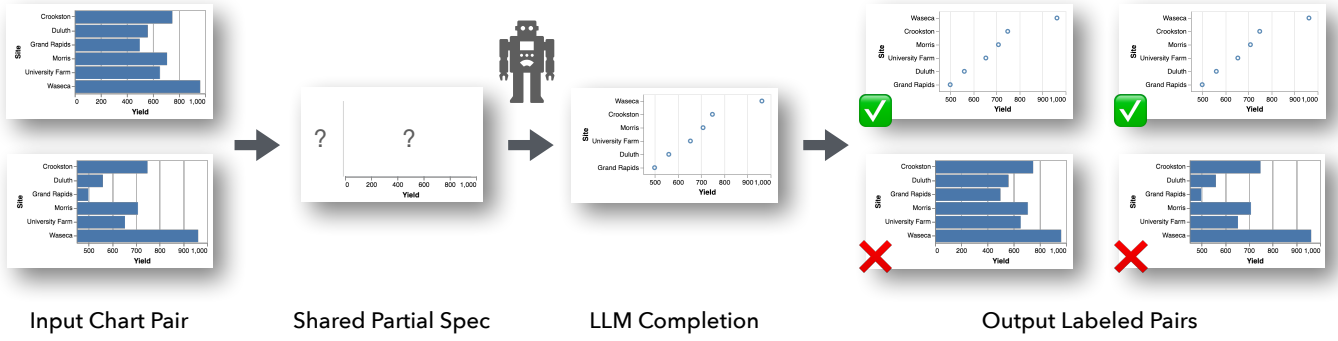 Crookston
Duluth
Grand Rapids
Morris
University Farm
Waseca
Site
0 200 400 600 800 1,000
Yield
Crookston
Duluth
Grand Rapids
Morris
University Farm
Waseca
Site
500 600 700 800 900 1,000
Yield
Input Chart Pair
? ?
0 200 400 600 800 1,000
Yield
Shared Partial Spec
Waseca
Crookston
Morris
University Farm
Duluth
Grand Rapids
Site
500 600 700 800 900 1,000
Yield
LLM Completion
Waseca
Crookston
Morris
University Farm
Duluth
Grand Rapids
Site
500 600 700 800 900 1,000
Yield
Waseca
Crookston
Morris
University Farm
Duluth
Grand Rapids
Site
500 600 700 800 900 1,000
Yield
Crookston
Duluth
Grand Rapids
Morris
University Farm
Waseca
Site
0 200 400 600 800 1,000
Yield
Crookston
Duluth
Grand Rapids
Morris
University Farm
Waseca
Site
500 600 700 800 900 1,000
Yield
Output Labeled Pairs